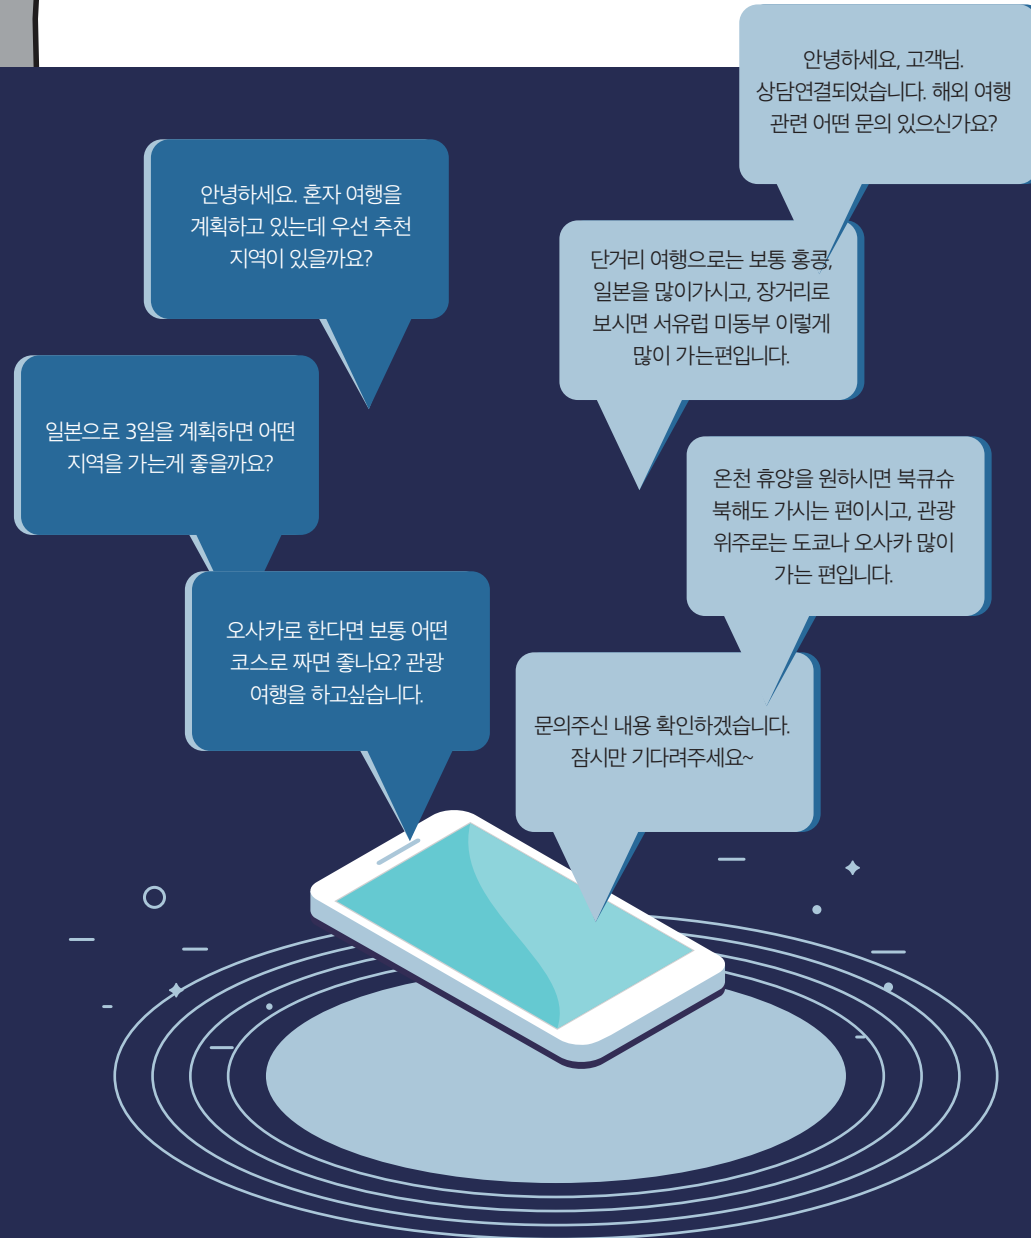 안녕하세요, 고객님.
상담연결되었습니다. 해외 여행
관련 어떤 문의 있으신가요?
안녕하세요. 혼자 여행을
계획하고 있는데 우선 추천
지역이 있을까요?
단거리 여행으로는 보통 홍콩,
일본을 많이가시고, 장거리로
보시면 서유럽 미동부 이렇게
많이 가는편입니다.
일본으로 3일을 계획하면 어떤
지역을 가는게 좋을까요?
온천 휴양을 원하시면 북큐슈
북해도 가시는 편이시고, 관광
위주로는 도쿄나 오사카 많이
가는 편입니다.
오사카로 한다면 보통 어떤
코스로 짜면 좋나요? 관광
여행을 하고싶습니다.
문의주신 내용 확인하겠습니다.
잠시만 기다려주세요~